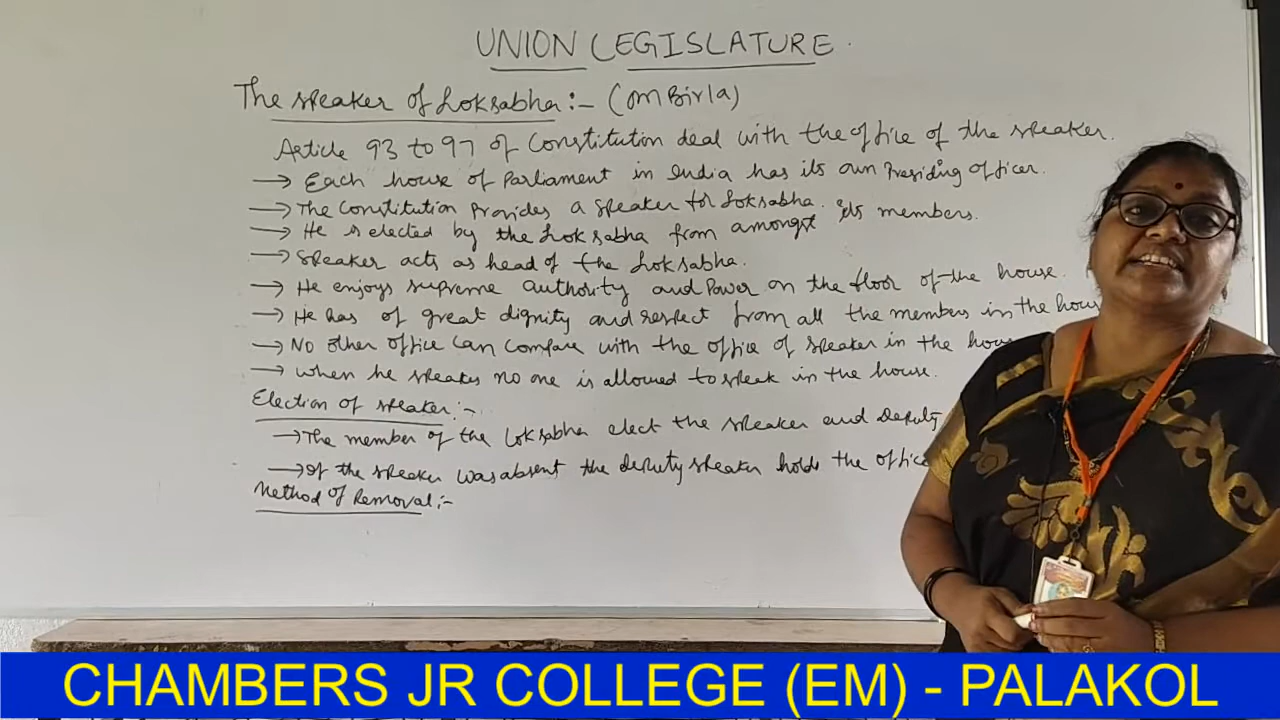 UNION LEGISLATURE.
The speaker of Loksabha:- (OM Birla)
Article 93 to 97 of Constitution deal with the office of the speaker.
→ Each house of Parliament in India has its own Presiding officer.
→ The Constitution Provides a speaker for Loksabha.
→ He is elected by the Lok sabha from amongst its members.
→ Speaker acts as head of the Loksabha.
→ He enjoys supreme authority and Power on the floor of the house.
→ He has of great dignity and respect from all the members in the hous
→ No other office can compare with the office of speaker in the hou
→ when he speaks no one is allowed to speak in the house.
Election of speaker:-
→ The member of the Loksabha elect the speaker and Deputy
→ If the speaker was absent the deputy speaker holds the office
Method of Removal:-
CHAMBERS JR COLLEGE (EM) - PALAKOL